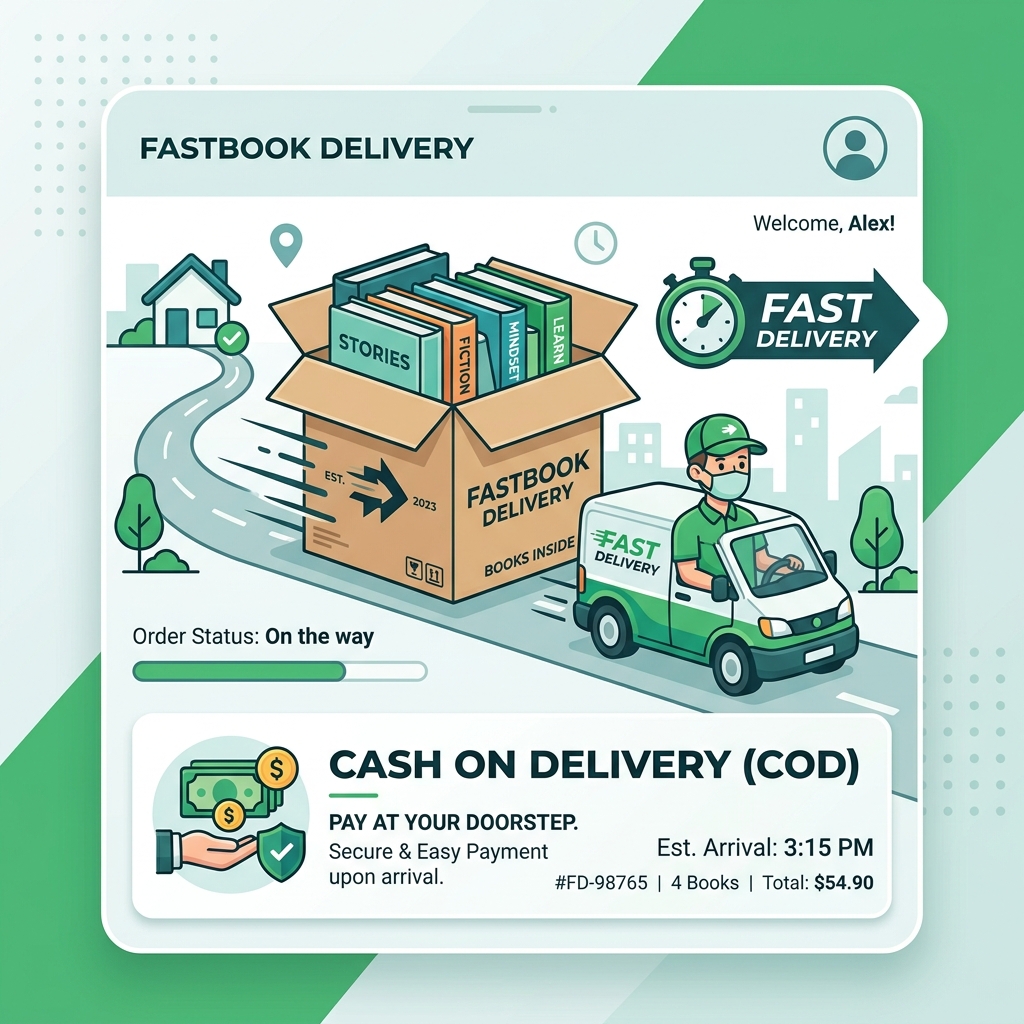 FASTBOOK DELIVERY
Welcome, Alex!
FAST
DELIVERY
STORIES
FICTION
MINDSET
LEARN
EST.
2023
FASTBOOK
DELIVERY
BOOKS INSIDE
FAST
DELIVERY
Order Status: On the way
CASH ON DELIVERY (COD)
PAY AT YOUR DOORSTEP.
Secure & Easy Payment
upon arrival.
Est. Arrival: 3:15 PM
#FD-98765 | 4 Books | Total: $54.90